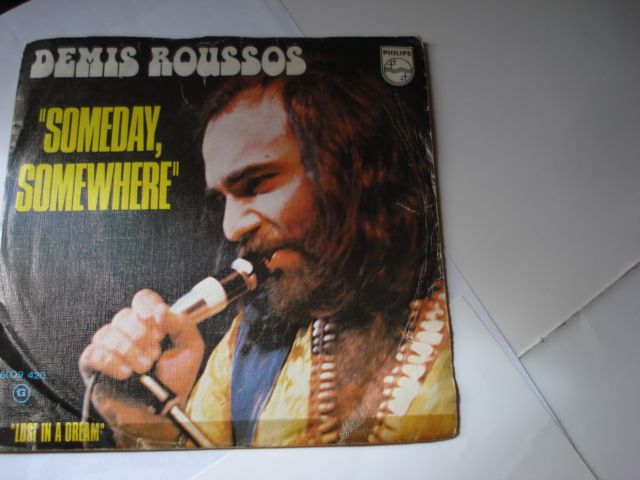 DEMIS ROUSSOS
PHILIPS
"SOMEDAY,
SOMEWHERE"
6009 420
G
"LOST IN A DREAM"